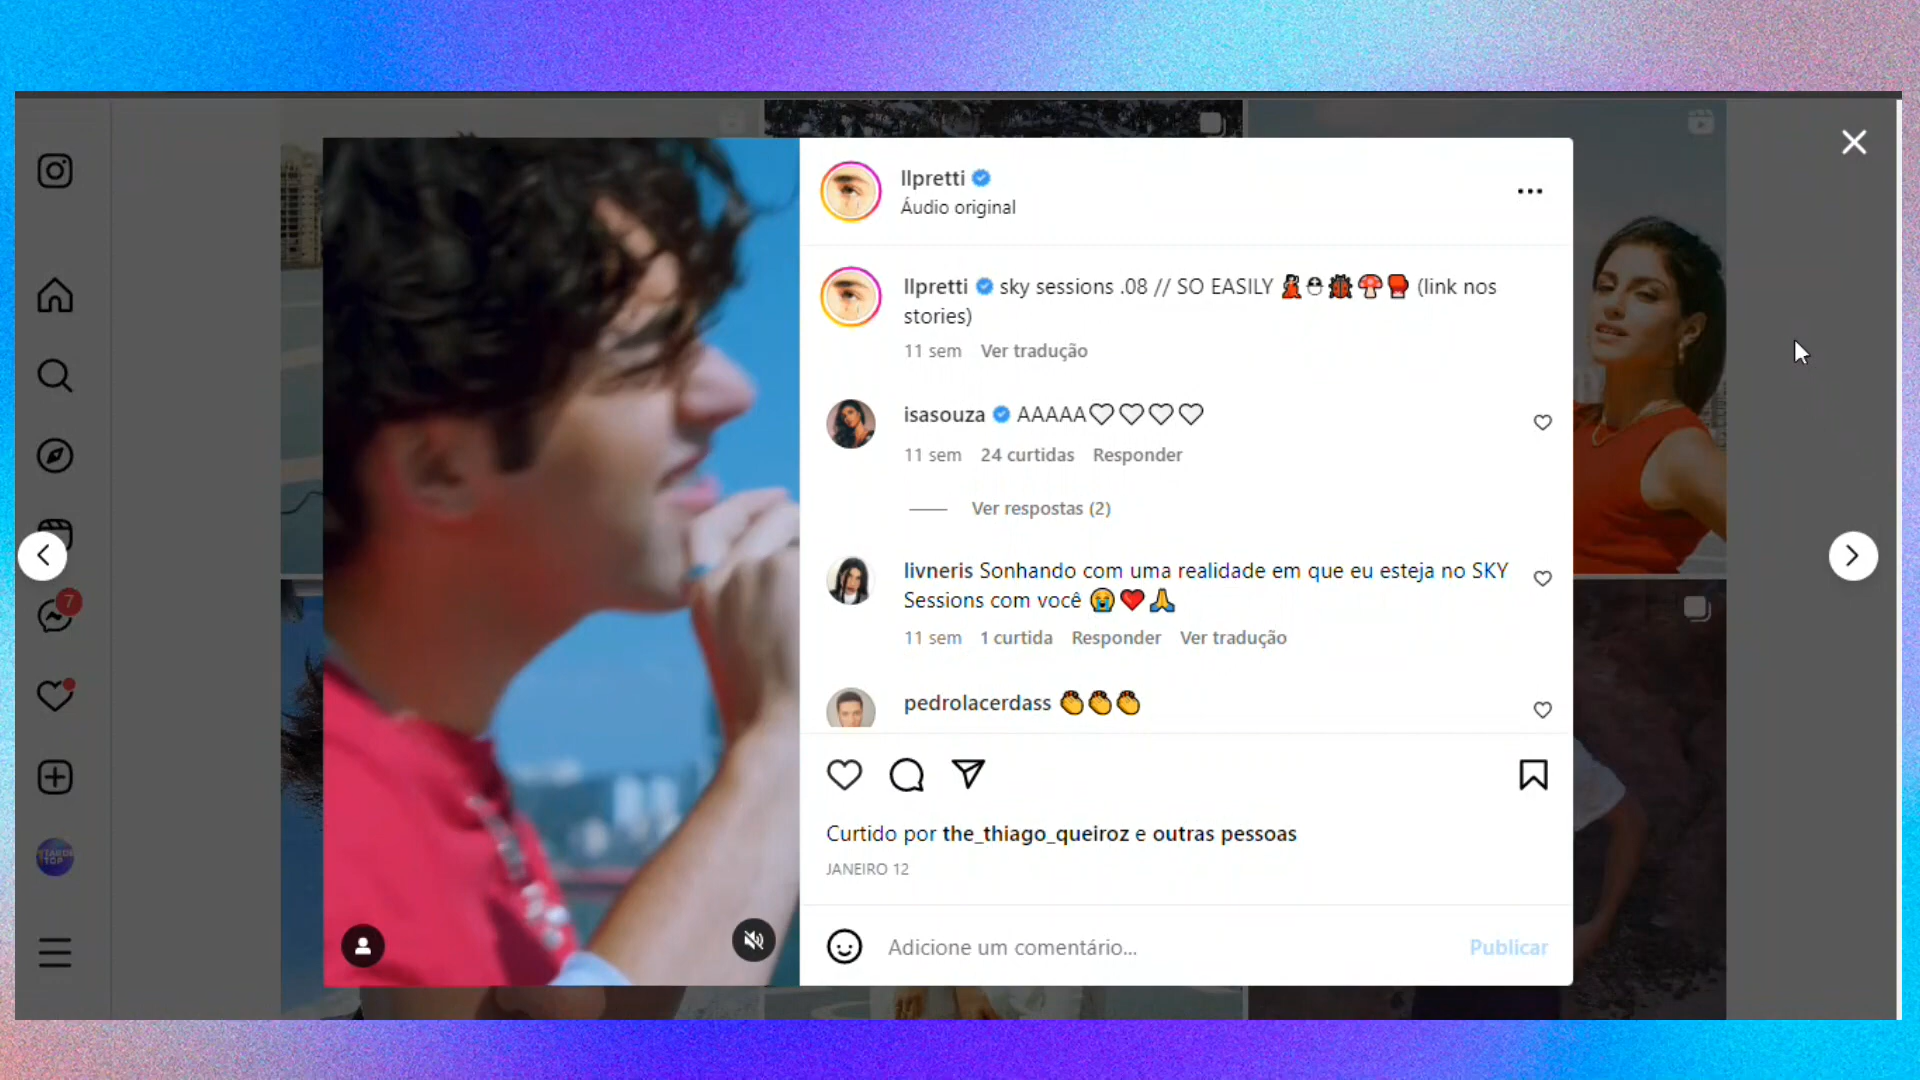 llpretti
Áudio original
llpretti sky sessions .08 // SO EASILY 💃🏻⛑🐞🍄🥊 (link nos
stories)
11 sem Ver tradução
isasouza AAAAA🤍🤍🤍🤍
11 sem 24 curtidas Responder
Ver respostas (2)
livneris Sonhando com uma realidade em que eu esteja no SKY
Sessions com você 😭❤️🙏
11 sem 1 curtida Responder Ver tradução
pedrolacerdass 👏👏👏
7
Curtido por the_thiago_queiroz e outras pessoas
JANEIRO 12
Adicione um comentário...
Publicar